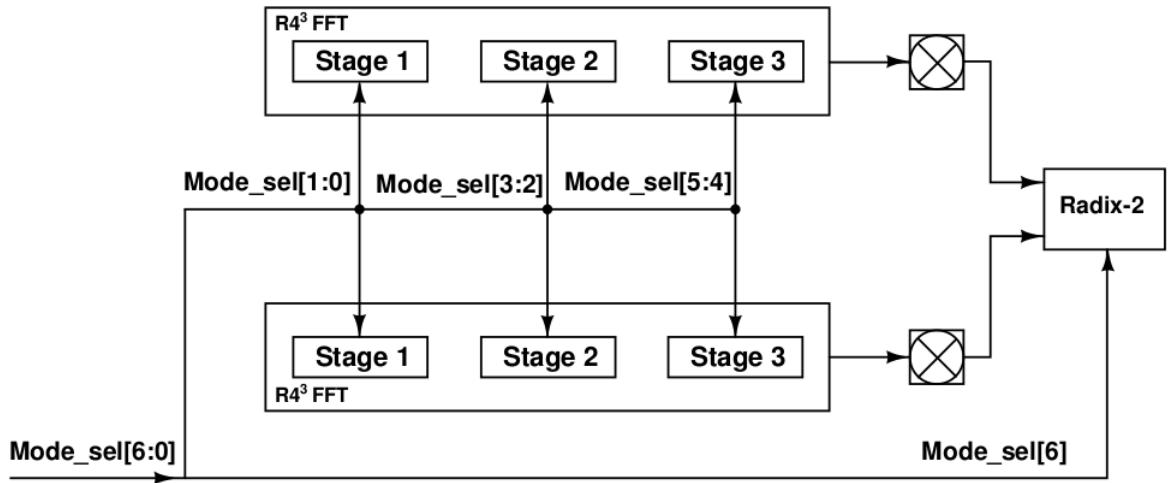 R4³ FFT
Stage 1
Stage 2
Stage 3
Mode_sel[1:0]
Mode_sel[3:2]
Mode_sel[5:4]
Radix-2
Stage 1
Stage 2
Stage 3
R4³ FFT
Mode_sel[6:0]
Mode_sel[6]